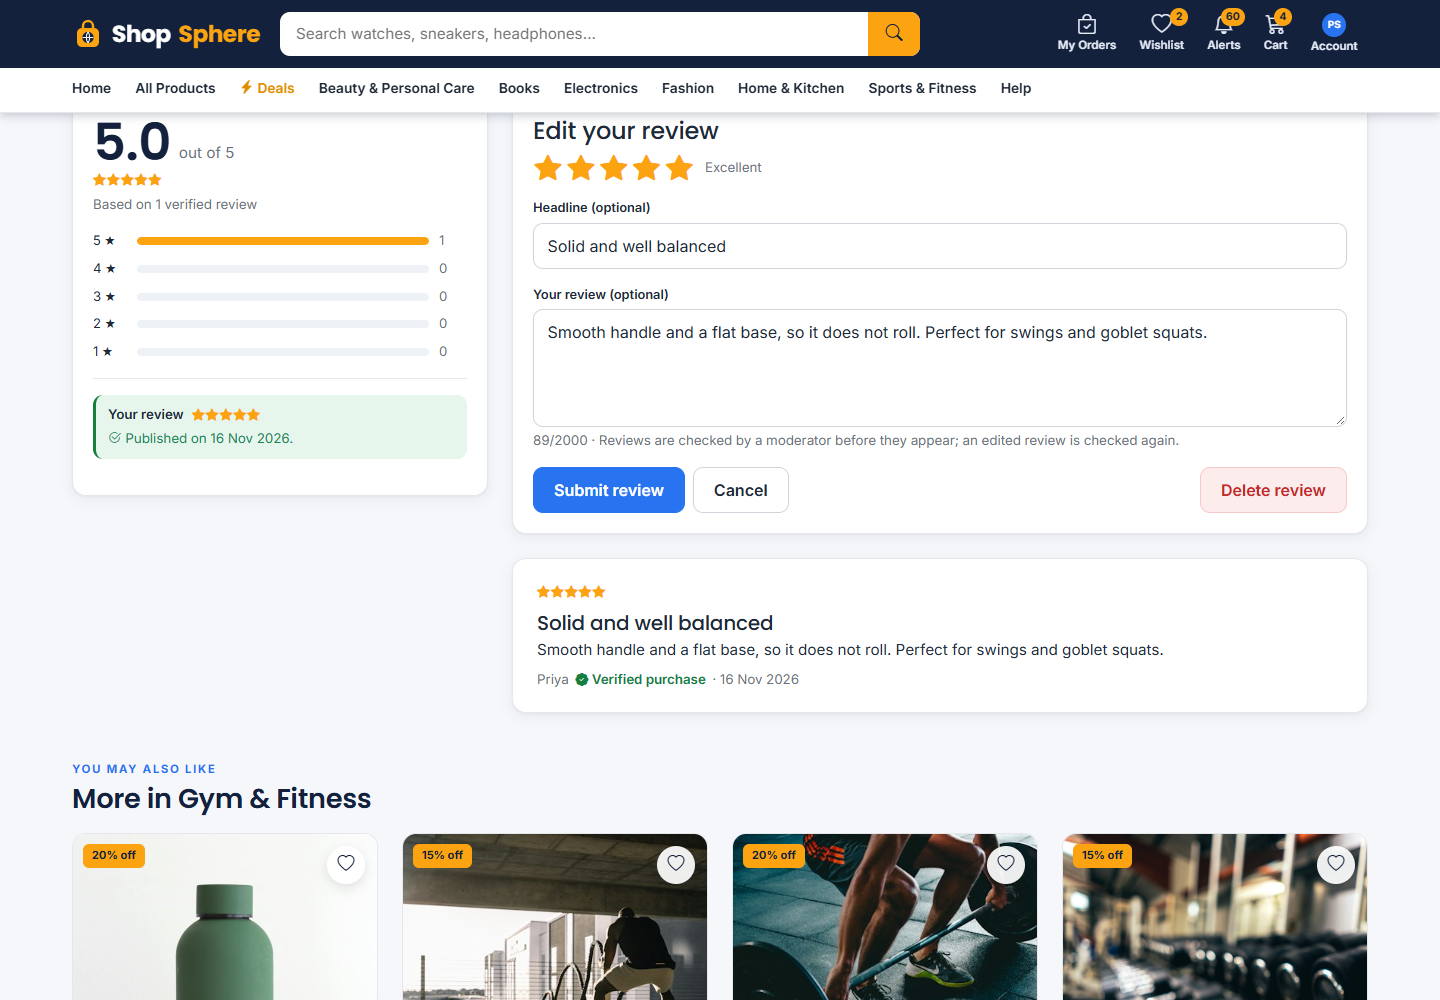 Shop Sphere
Search watches, sneakers, headphones...
My Orders
2
Wishlist
60
Alerts
4
Cart
PS
Account
Home
All Products
Deals
Beauty & Personal Care
Books
Electronics
Fashion
Home & Kitchen
Sports & Fitness
Help
5.0 out of 5
Based on 1 verified review
5 ★ 1
4 ★ 0
3 ★ 0
2 ★ 0
1 ★ 0
Your review
Published on 16 Nov 2026.
Edit your review
Excellent
Headline (optional)
Solid and well balanced
Your review (optional)
Smooth handle and a flat base, so it does not roll. Perfect for swings and goblet squats.
89/2000 · Reviews are checked by a moderator before they appear; an edited review is checked again.
Submit review
Cancel
Delete review
Solid and well balanced
Smooth handle and a flat base, so it does not roll. Perfect for swings and goblet squats.
Priya Verified purchase · 16 Nov 2026
YOU MAY ALSO LIKE
More in Gym & Fitness
20% off
15% off
20% off
15% off